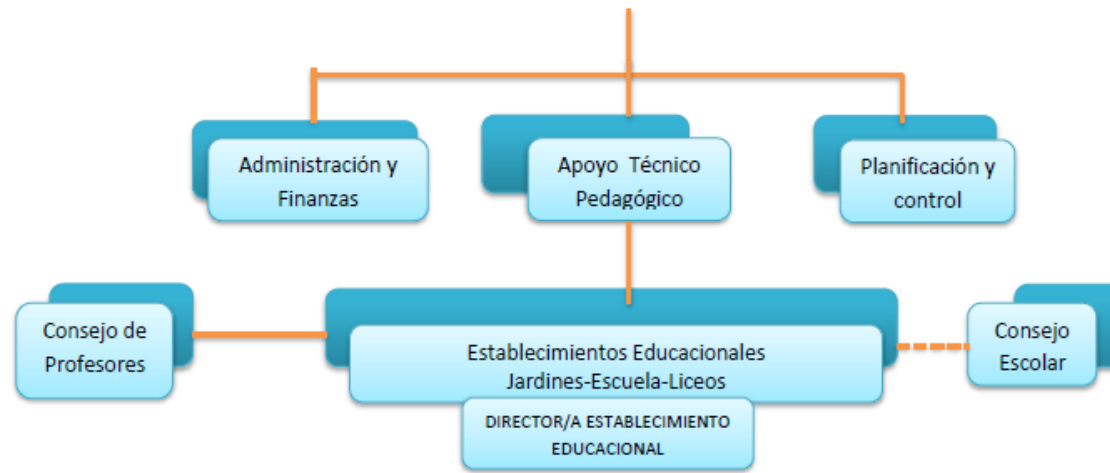 Administración y
Finanzas
Apoyo Técnico
Pedagógico
Planificación y
control
Consejo de
Profesores
Establecimientos Educacionales
Jardines-Escuela-Liceos
Consejo
Escolar
DIRECTOR/A ESTABLECIMIENTO
EDUCACIONAL